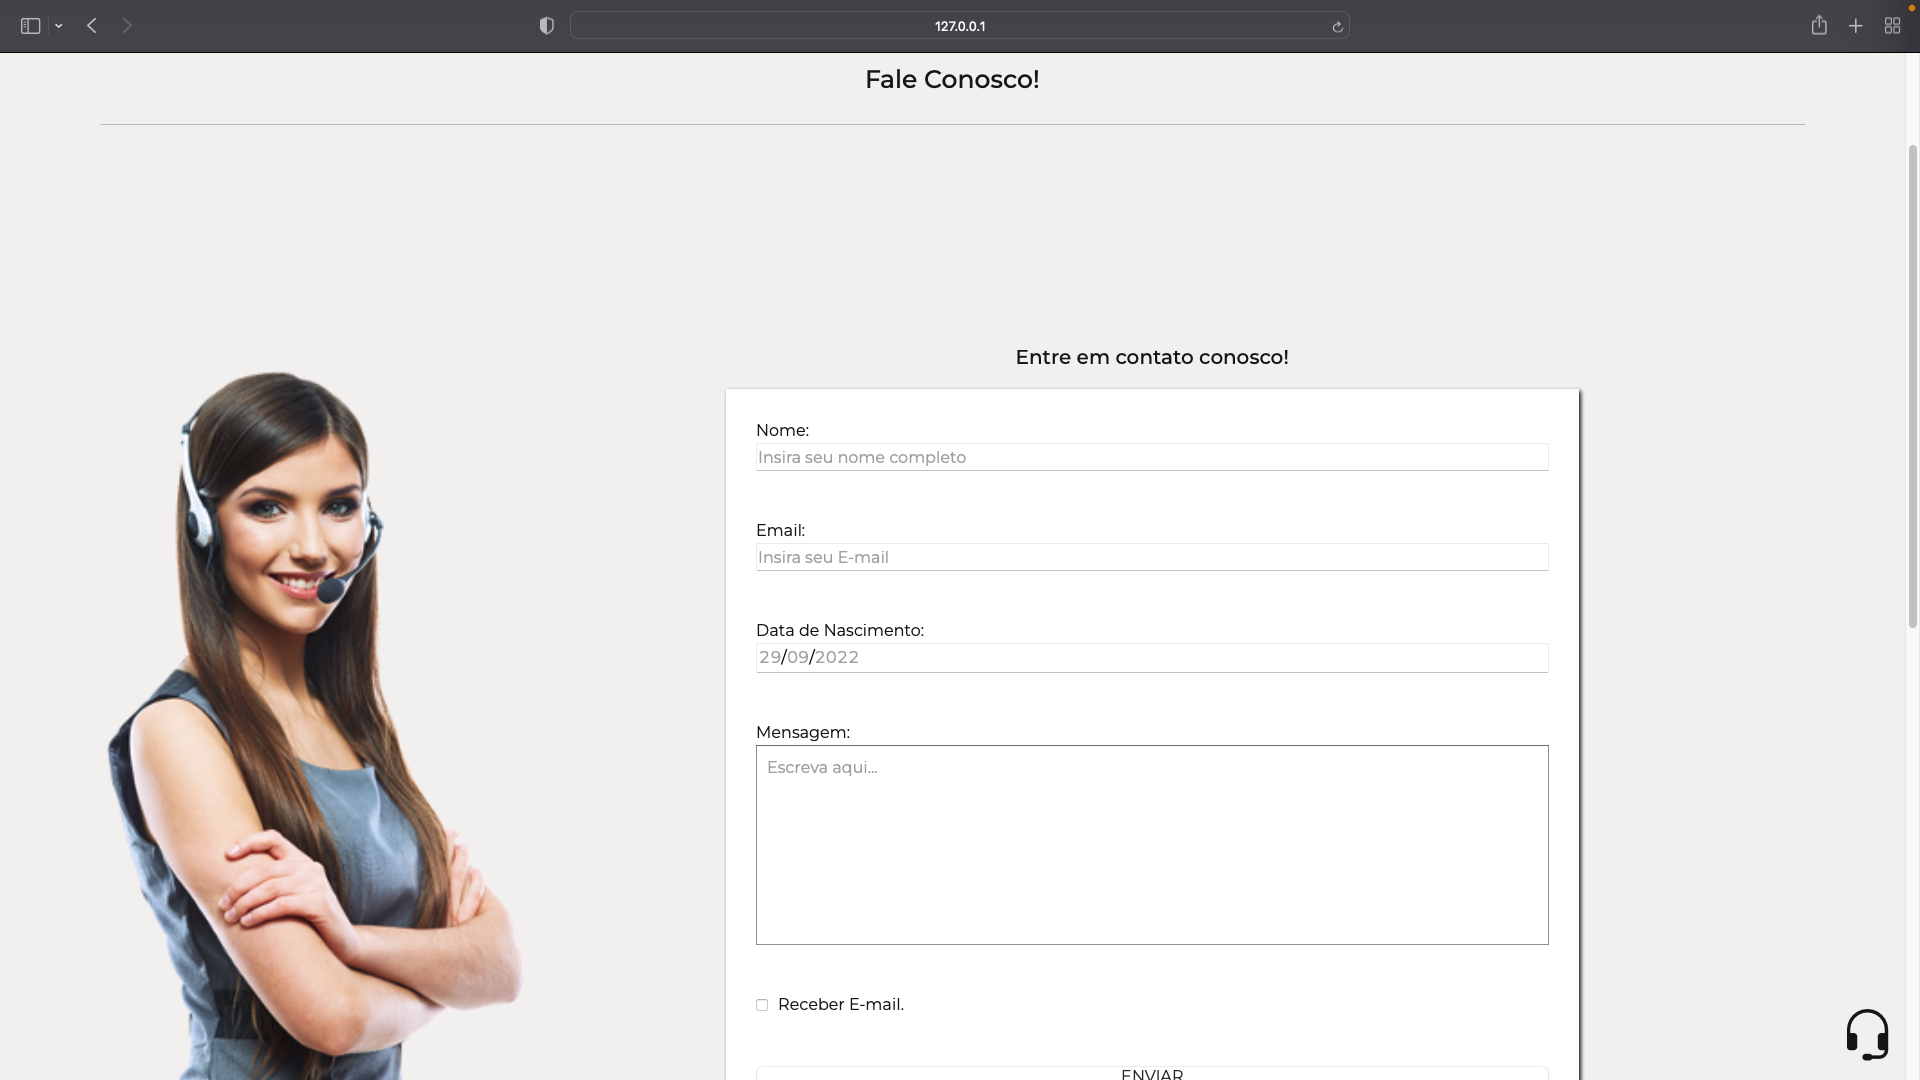 127.0.0.1
Fale Conosco!
Entre em contato conosco!
Nome:
Insira seu nome completo
Email:
Insira seu E-mail
Data de Nascimento:
29/09/2022
Mensagem:
Escreva aqui...
Receber E-mail.
ENVIAR